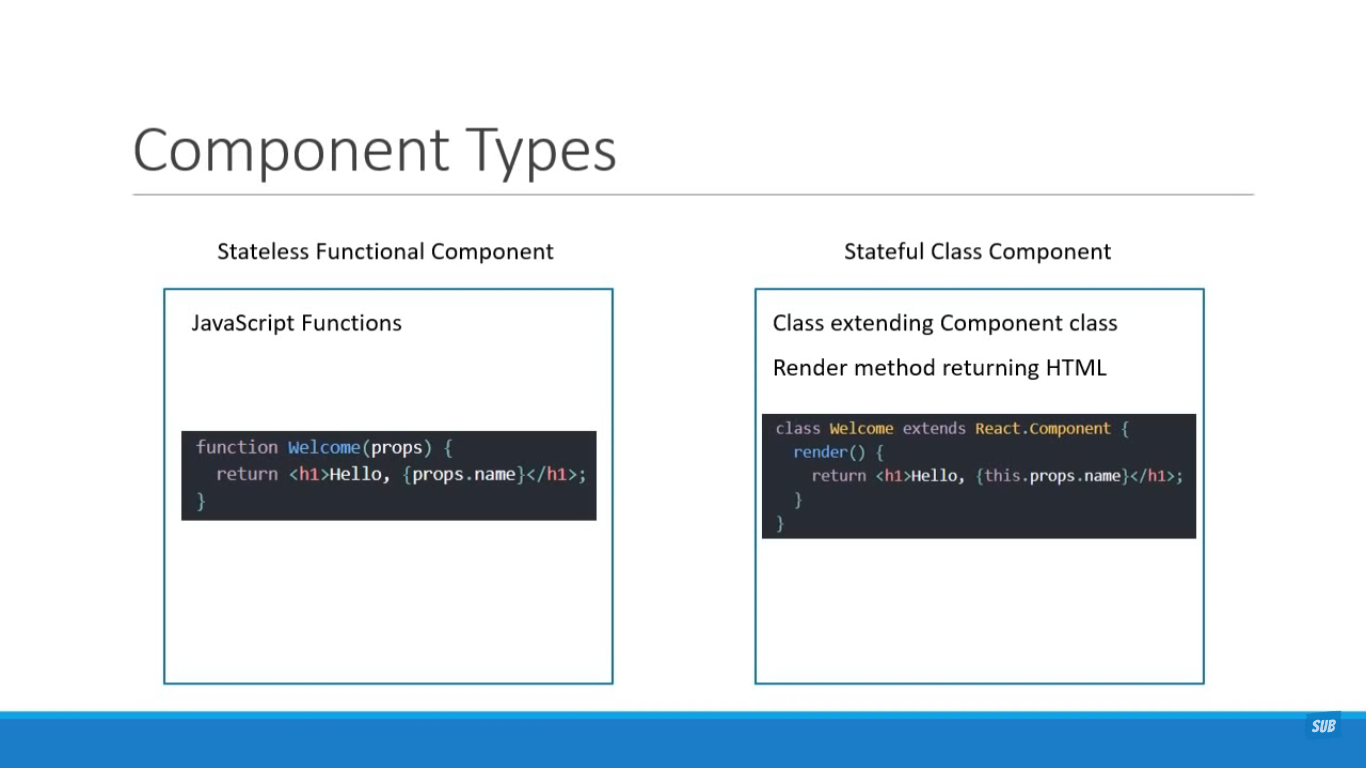 Component Types
Stateless Functional Component
JavaScript Functions
function Welcome(props) {
  return <h1>Hello, {props.name}</h1>;
}
Stateful Class Component
Class extending Component class
Render method returning HTML
class Welcome extends React.Component {
  render() {
    return <h1>Hello, {this.props.name}</h1>;
  }
}
SUB